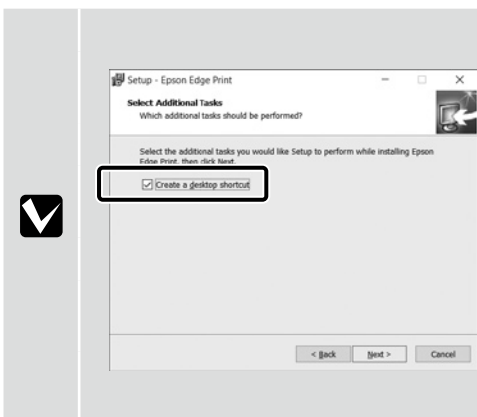 Setup - Epson Edge Print
Select Additional Tasks
Which additional tasks should be performed?
Select the additional tasks you would like Setup to perform while installing Epson
Edge Print, then click Next.
Create a desktop shortcut
< Back
Next >
Cancel